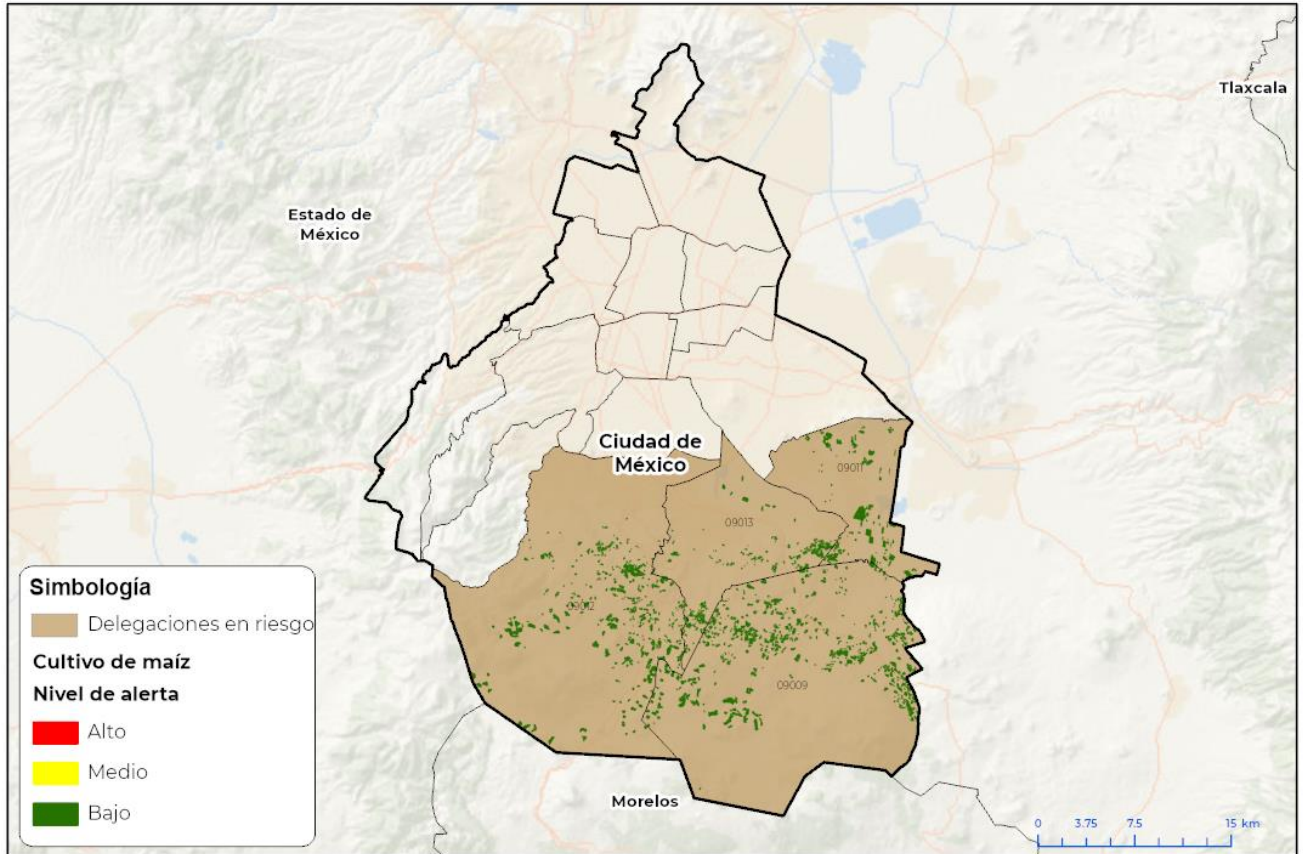 Tlaxcala
Estado de
México
Ciudad de
México
09011
09013
09012
09009
Morelos
Simbología
Delegaciones en riesgo
Cultivo de maíz
Nivel de alerta
Alto
Medio
Bajo
0 3.75 7.5 15 km